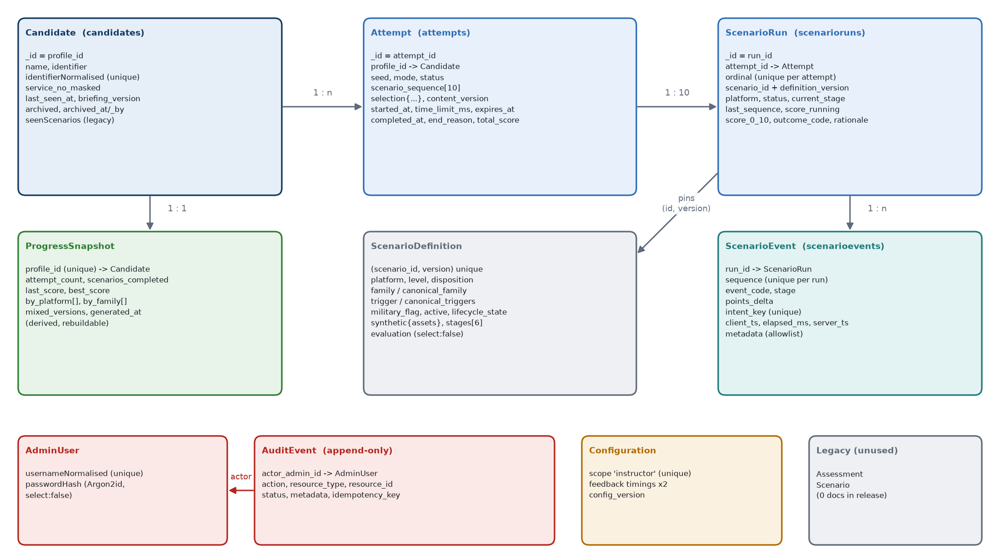 Candidate  (candidates)
_id = profile_id
name, identifier
identifierNormalised (unique)
service_no_masked
last_seen_at, briefing_version
archived, archived_at/_by
seenScenarios (legacy)
1 : n
Attempt  (attempts)
_id = attempt_id
profile_id -> Candidate
seed, mode, status
scenario_sequence[10]
selection{...}, content_version
started_at, time_limit_ms, expires_at
completed_at, end_reason, total_score
1 : 10
ScenarioRun  (scenarioruns)
_id = run_id
attempt_id -> Attempt
ordinal (unique per attempt)
scenario_id + definition_version
platform, status, current_stage
last_sequence, score_running
score_0_10, outcome_code, rationale
1 : 1
pins
(id, version)
1 : n
ProgressSnapshot
profile_id (unique) -> Candidate
attempt_count, scenarios_completed
last_score, best_score
by_platform[], by_family[]
mixed_versions, generated_at
(derived, rebuildable)
ScenarioDefinition
(scenario_id, version) unique
platform, level, disposition
family / canonical_family
trigger / canonical_triggers
military_flag, active, lifecycle_state
synthetic{assets}, stages[6]
evaluation (select:false)
ScenarioEvent  (scenarioevents)
run_id -> ScenarioRun
sequence (unique per run)
event_code, stage
points_delta
intent_key (unique)
client_ts, elapsed_ms, server_ts
metadata (allowlist)
AdminUser
usernameNormalised (unique)
passwordHash (Argon2id,
select:false)
actor
AuditEvent  (append-only)
actor_admin_id -> AdminUser
action, resource_type, resource_id
status, metadata, idempotency_key
Configuration
scope 'instructor' (unique)
feedback timings x2
config_version
Legacy (unused)
Assessment
Scenario
(0 docs in release)